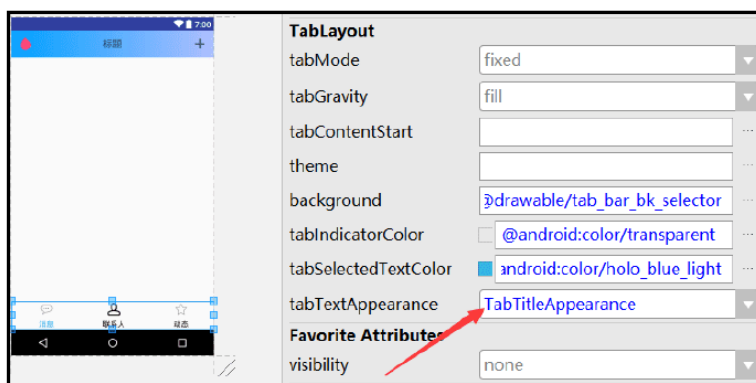 7:00
标题
TabLayout
tabMode fixed
tabGravity fill
tabContentStart
theme
background @drawable/tab_bar_bk_selector
tabIndicatorColor @android:color/transparent
tabSelectedTextColor android:color/holo_blue_light
tabTextAppearance TabTitleAppearance
消息 联系人 动态
Favorite Attributes
visibility none